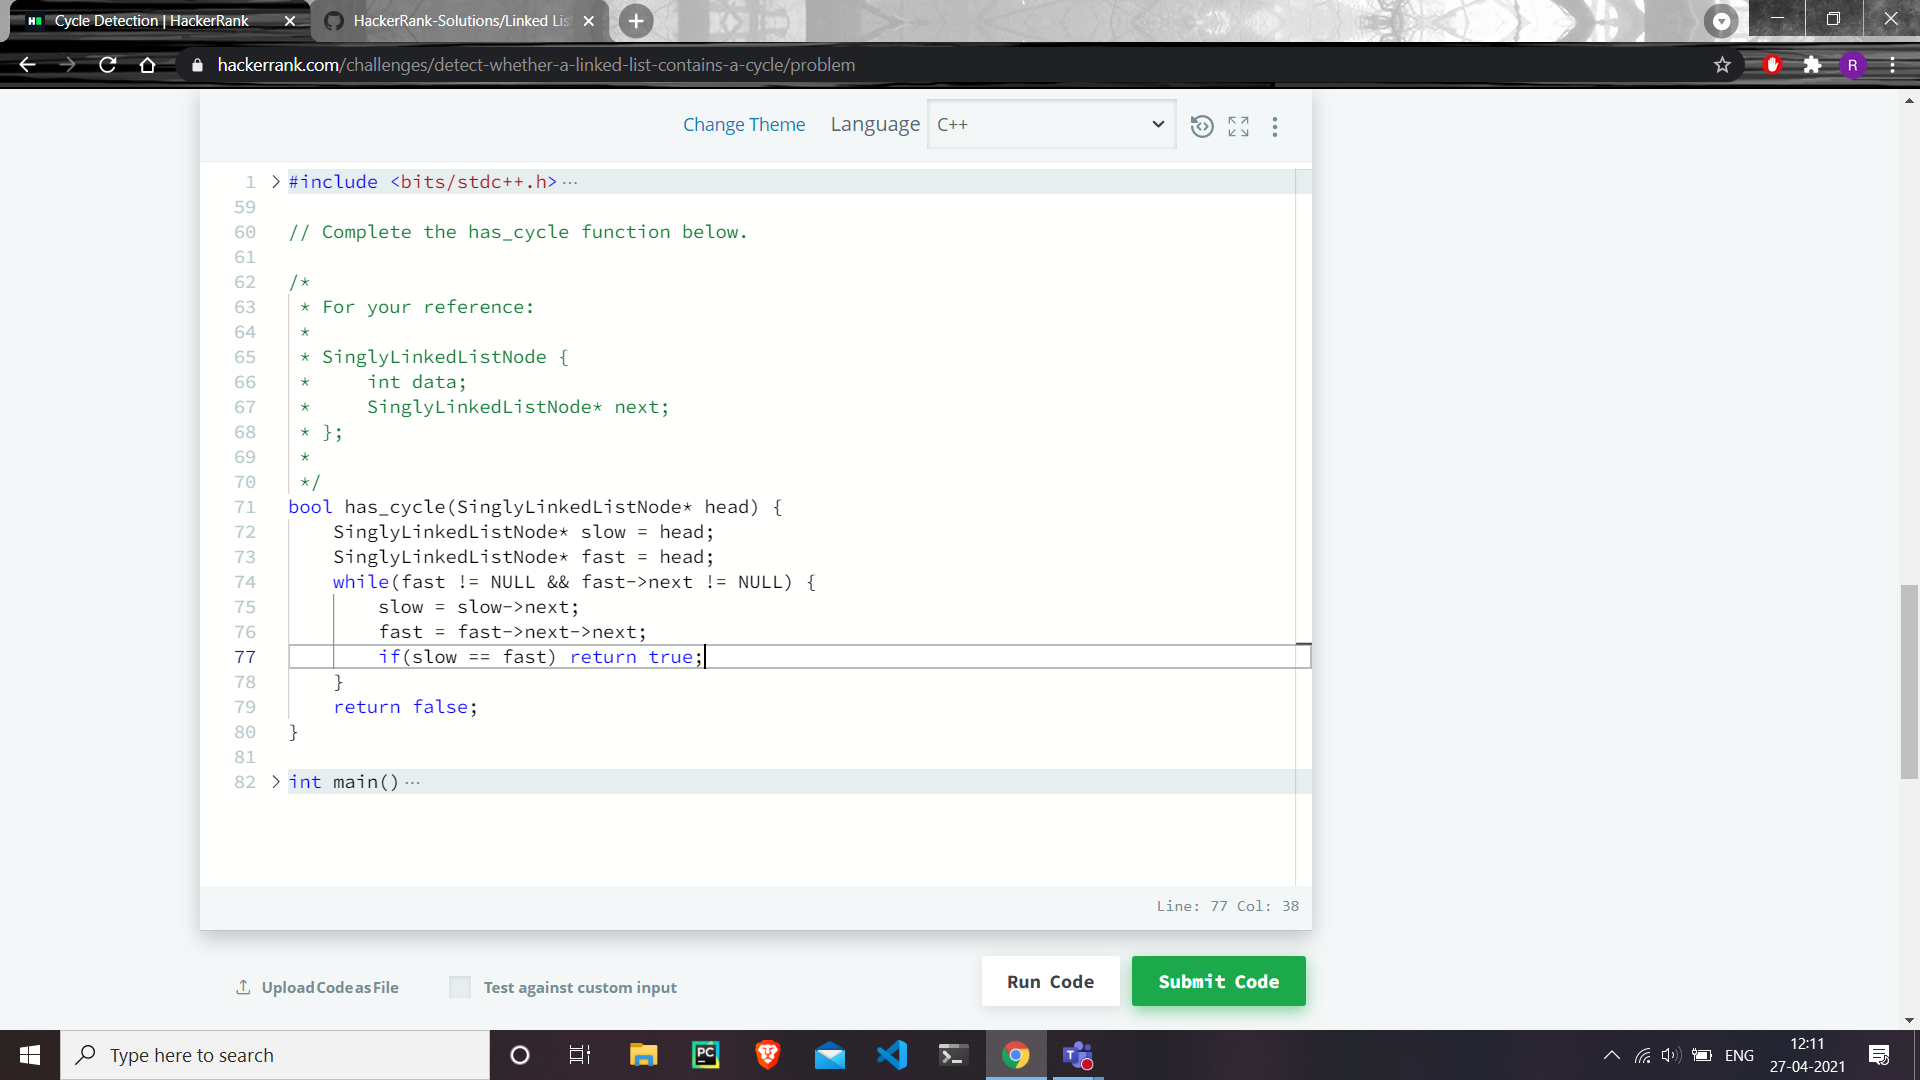 Cycle Detection | HackerRank
HackerRank-Solutions/Linked Lis
hackerrank.com/challenges/detect-whether-a-linked-list-contains-a-cycle/problem
R
Change Theme Language C++
1 #include <bits/stdc++.h> ...
59
60 // Complete the has_cycle function below.
61
62 /*
63 * For your reference:
64 *
65 * SinglyLinkedListNode {
66 *     int data;
67 *     SinglyLinkedListNode* next;
68 * };
69 *
70 */
71 bool has_cycle(SinglyLinkedListNode* head) {
72     SinglyLinkedListNode* slow = head;
73     SinglyLinkedListNode* fast = head;
74     while(fast != NULL && fast->next != NULL) {
75         slow = slow->next;
76         fast = fast->next->next;
77         if(slow == fast) return true;
78     }
79     return false;
80 }
81
82 int main() ...
Line: 77 Col: 38
Upload Code as File Test against custom input Run Code Submit Code
Type here to search
ENG
12:11
27-04-2021